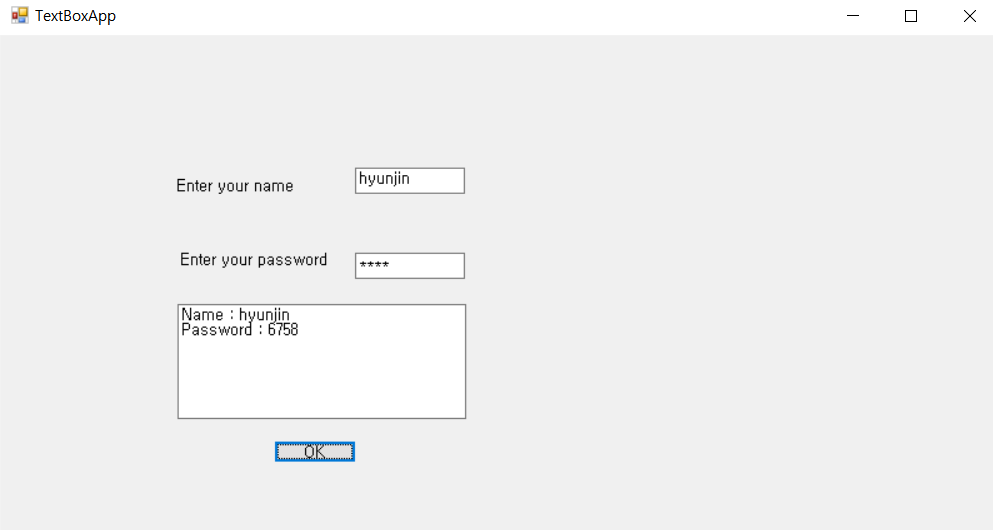 TextBoxApp
Enter your name
hyunjin
Enter your password
****
Name : hyunjin
Password : 6758
OK